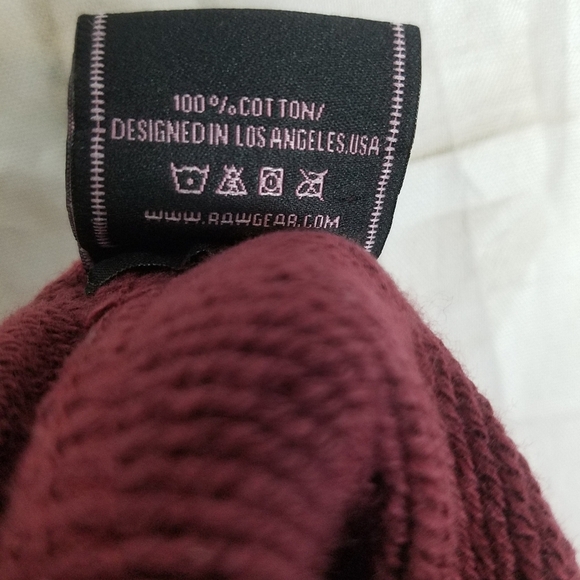 100%COTTON/
DESIGNED IN LOS ANGELES.USA
WWW.RAWGEAR.COM